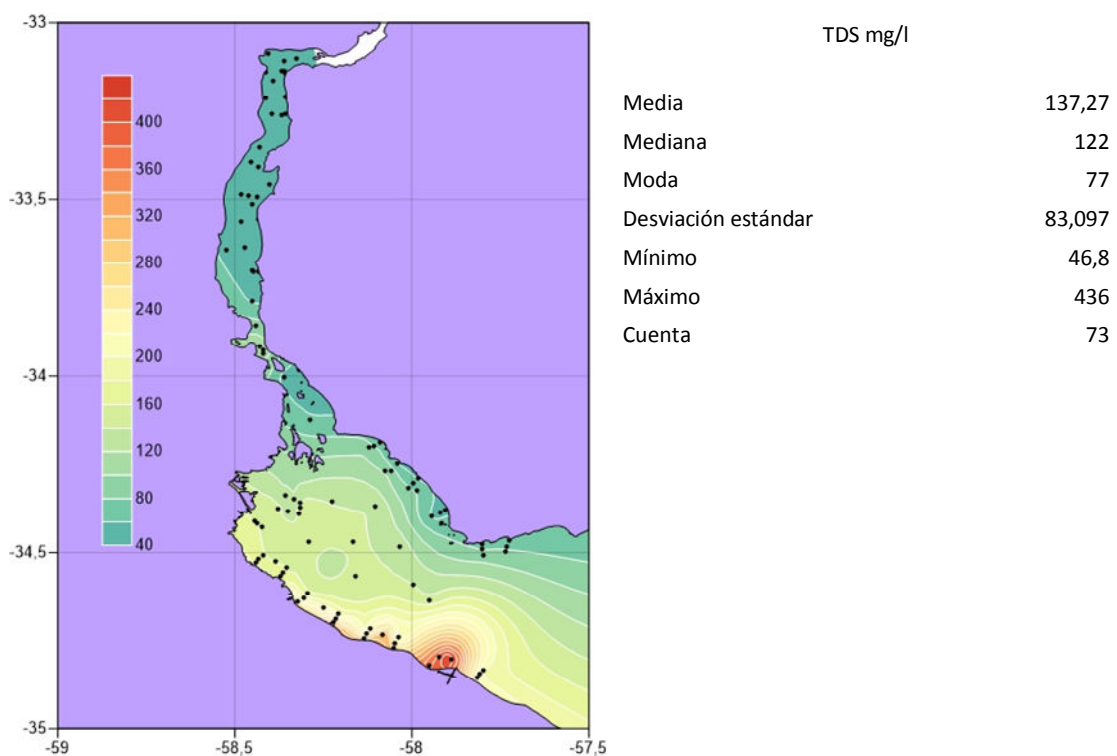 -33
-33,5
-34
-34,5
-35
-59
-58,5
-58
-57,5
400
360
320
280
240
200
160
120
80
40
TDS mg/l
Media 137,27
Mediana 122
Moda 77
Desviación estándar 83,097
Mínimo 46,8
Máximo 436
Cuenta 73